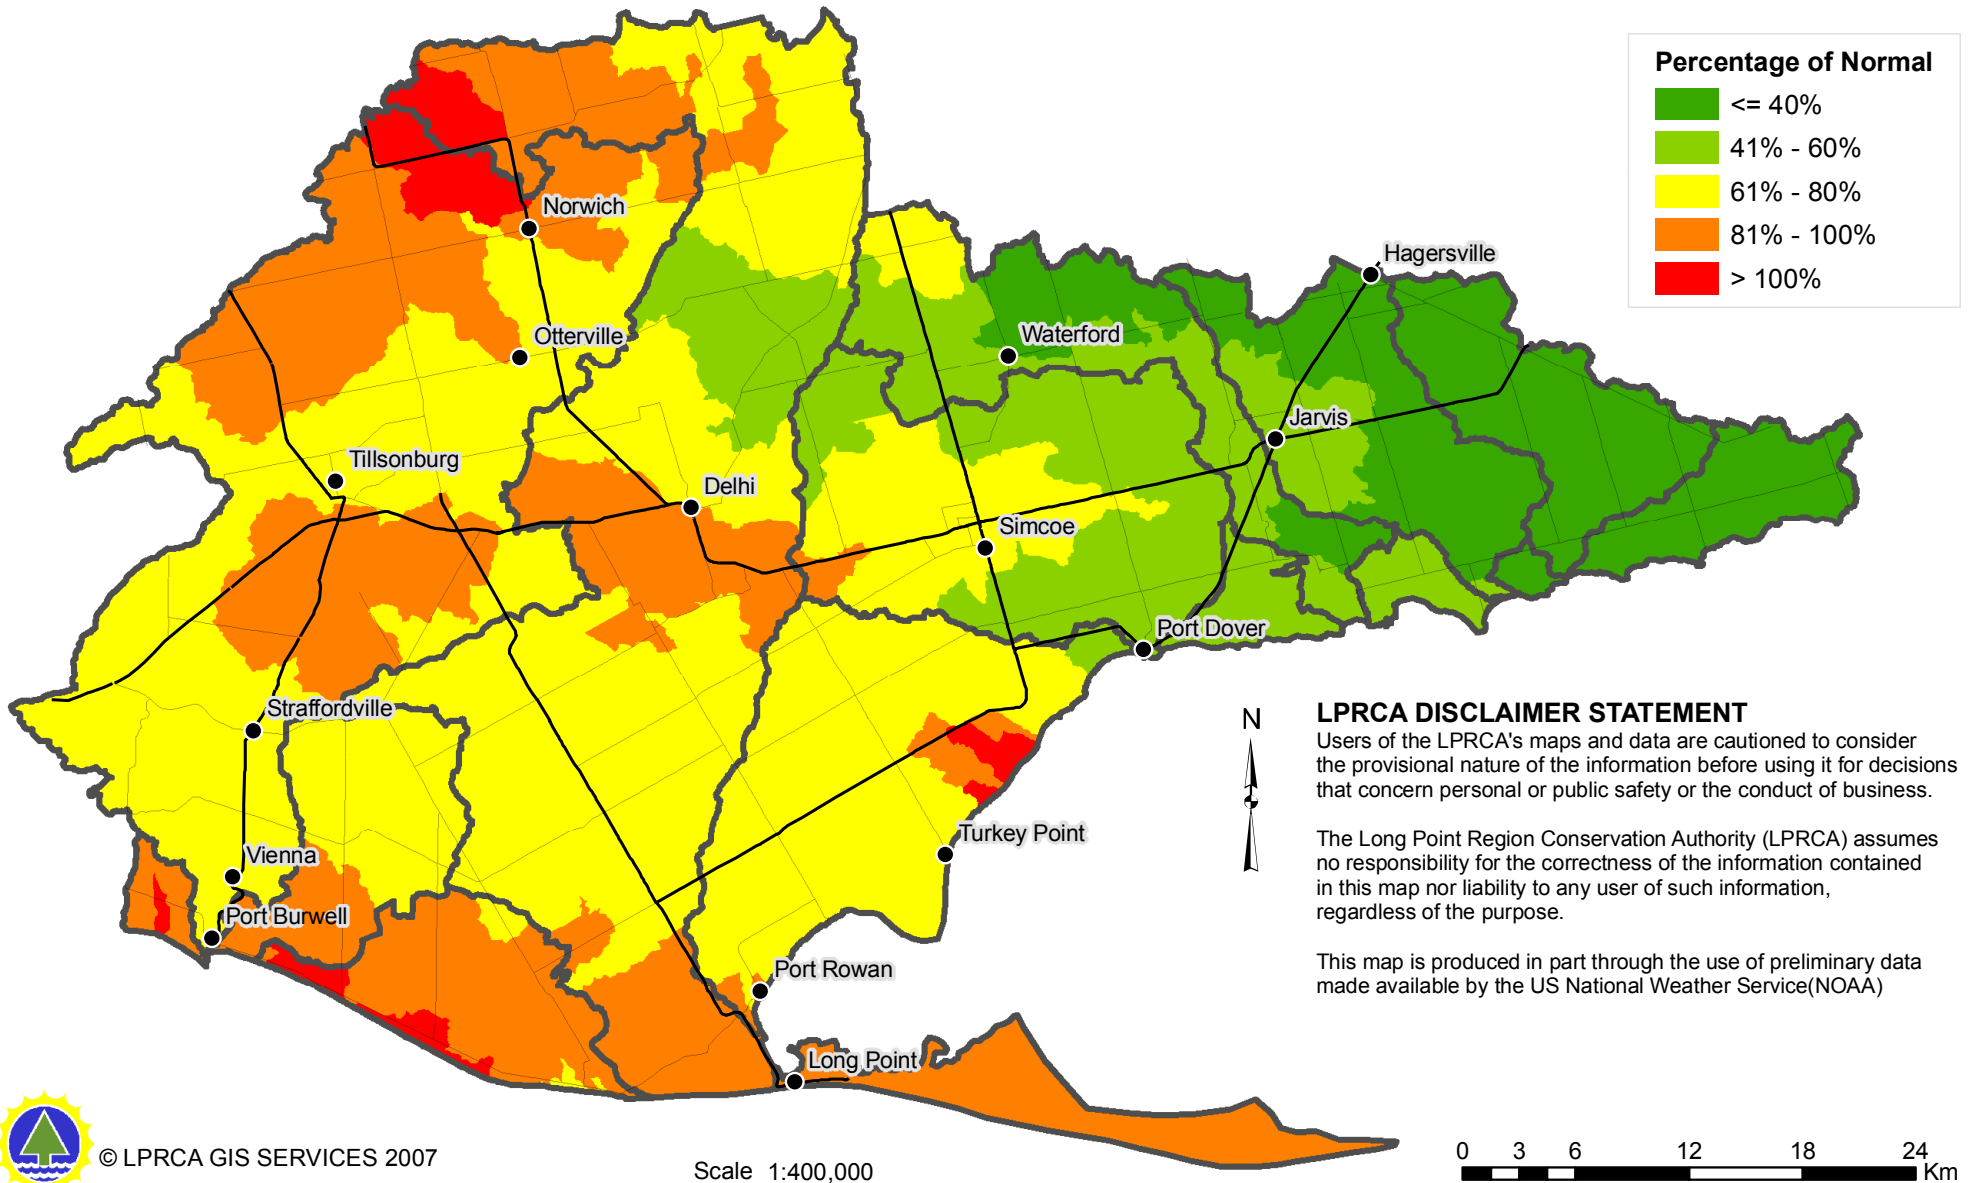 Percentage of Normal
<= 40%
41% - 60%
61% - 80%
81% - 100%
> 100%
Norwich
Hagersville
Otterville
Waterford
Jarvis
Tillsonburg
Delhi
Simcoe
Port Dover
Straffordville
Turkey Point
Vienna
Port Burwell
Port Rowan
Long Point
N
LPRCA DISCLAIMER STATEMENT
Users of the LPRCA's maps and data are cautioned to consider
the provisional nature of the information before using it for decisions
that concern personal or public safety or the conduct of business.
The Long Point Region Conservation Authority (LPRCA) assumes
no responsibility for the correctness of the information contained
in this map nor liability to any user of such information,
regardless of the purpose.
This map is produced in part through the use of preliminary data
made available by the US National Weather Service(NOAA)
© LPRCA GIS SERVICES 2007
Scale 1:400,000
0 3 6 12 18 24
Km